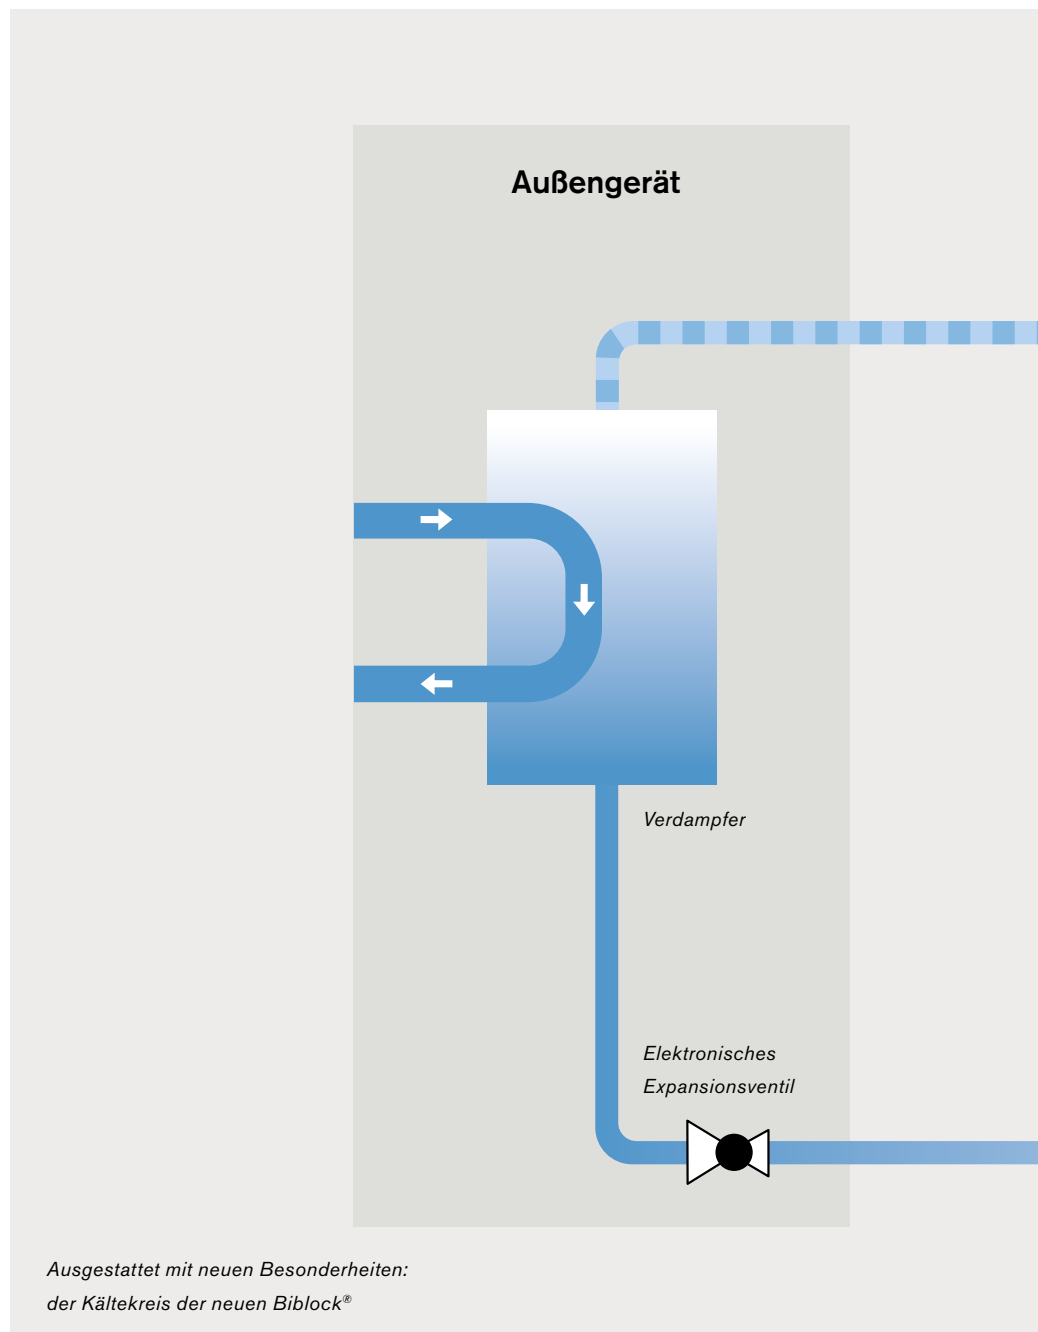 Außengerät
Verdampfer
Elektronisches
Expansionsventil
Ausgestattet mit neuen Besonderheiten:
der Kältekreis der neuen Biblock®